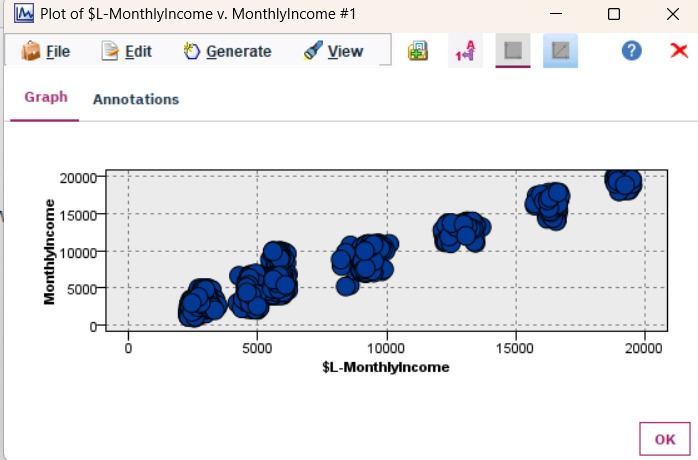 Plot of $L-MonthlyIncome v. MonthlyIncome #1
File Edit Generate View
Graph Annotations
20000
15000
10000
5000
0
MonthlyIncome
0 5000 10000 15000 20000
$L-MonthlyIncome
OK